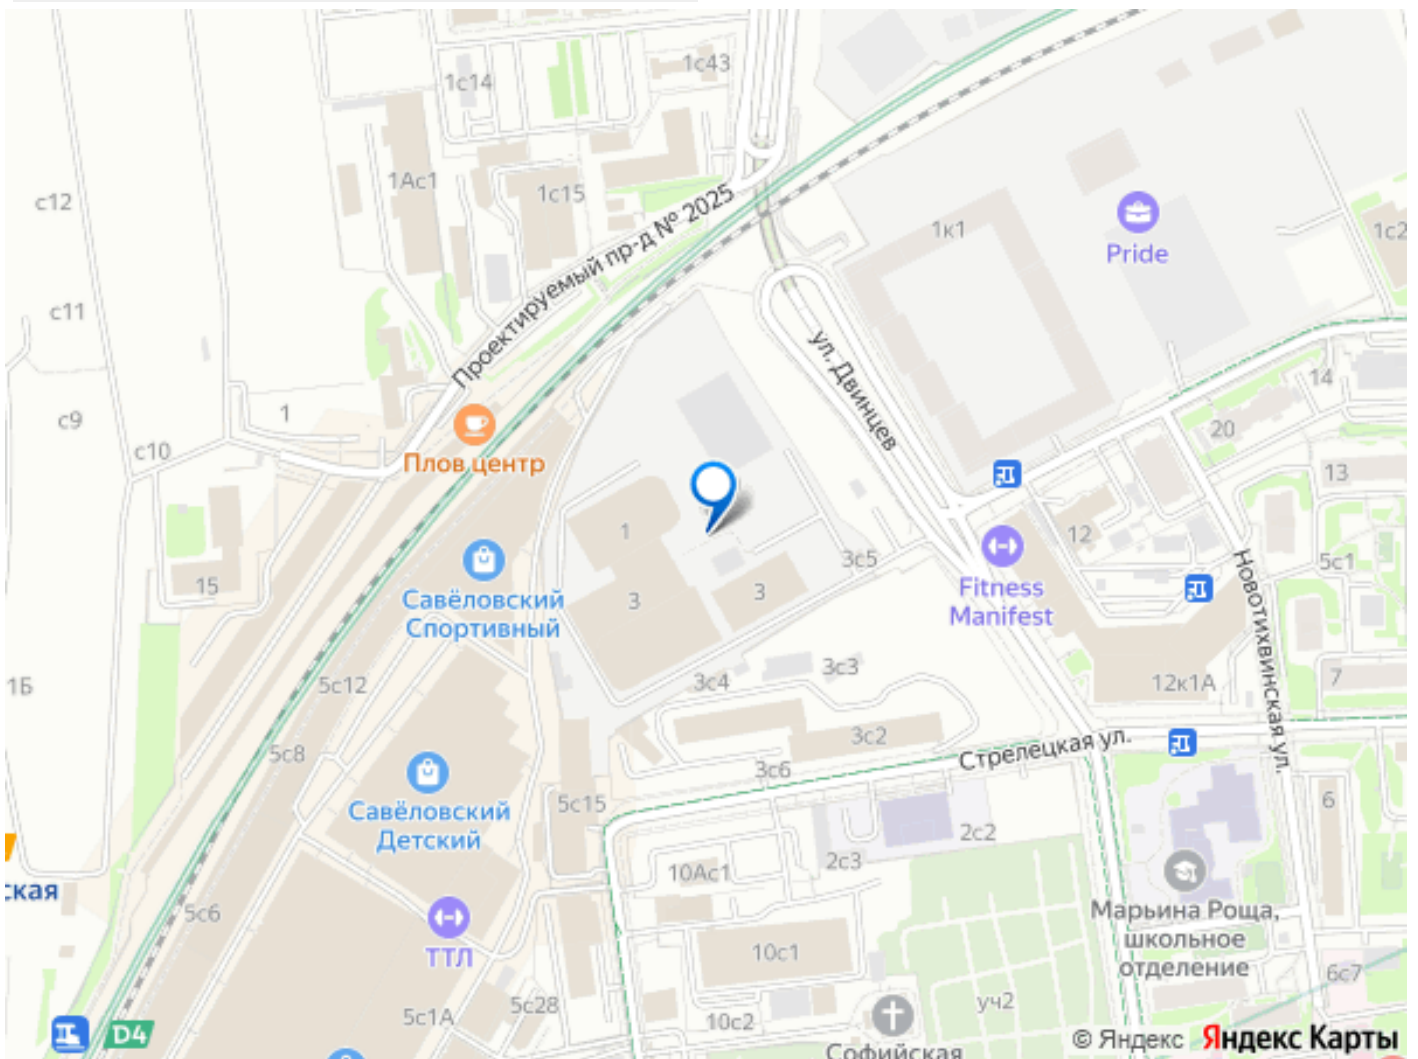 1с14
1с43
1Ас1
1с15
с12
Проектируемый пр-д № 2025
1к1
Pride
1с2
с11
ул. Двинцев
с9
1
с10
Плов центр
14
20
13
1
12
5с1
15
Савёловский
Спортивный
3
3
3с5
Fitness
Manifest
Новотихвинская ул.
1Б
5с12
3с4
3с3
12к1А
7
5с8
3с2
Стрелецкая ул.
3с6
Савёловский
Детский
5с15
2с2
6
2с3
10Ас1
ская
5с6
ТТЛ
Марьина Роща,
школьное
отделение
10с1
6с7
5с1А
5с28
10с2
уч2
D4
Софийская
© Яндекс Яндекс Карты